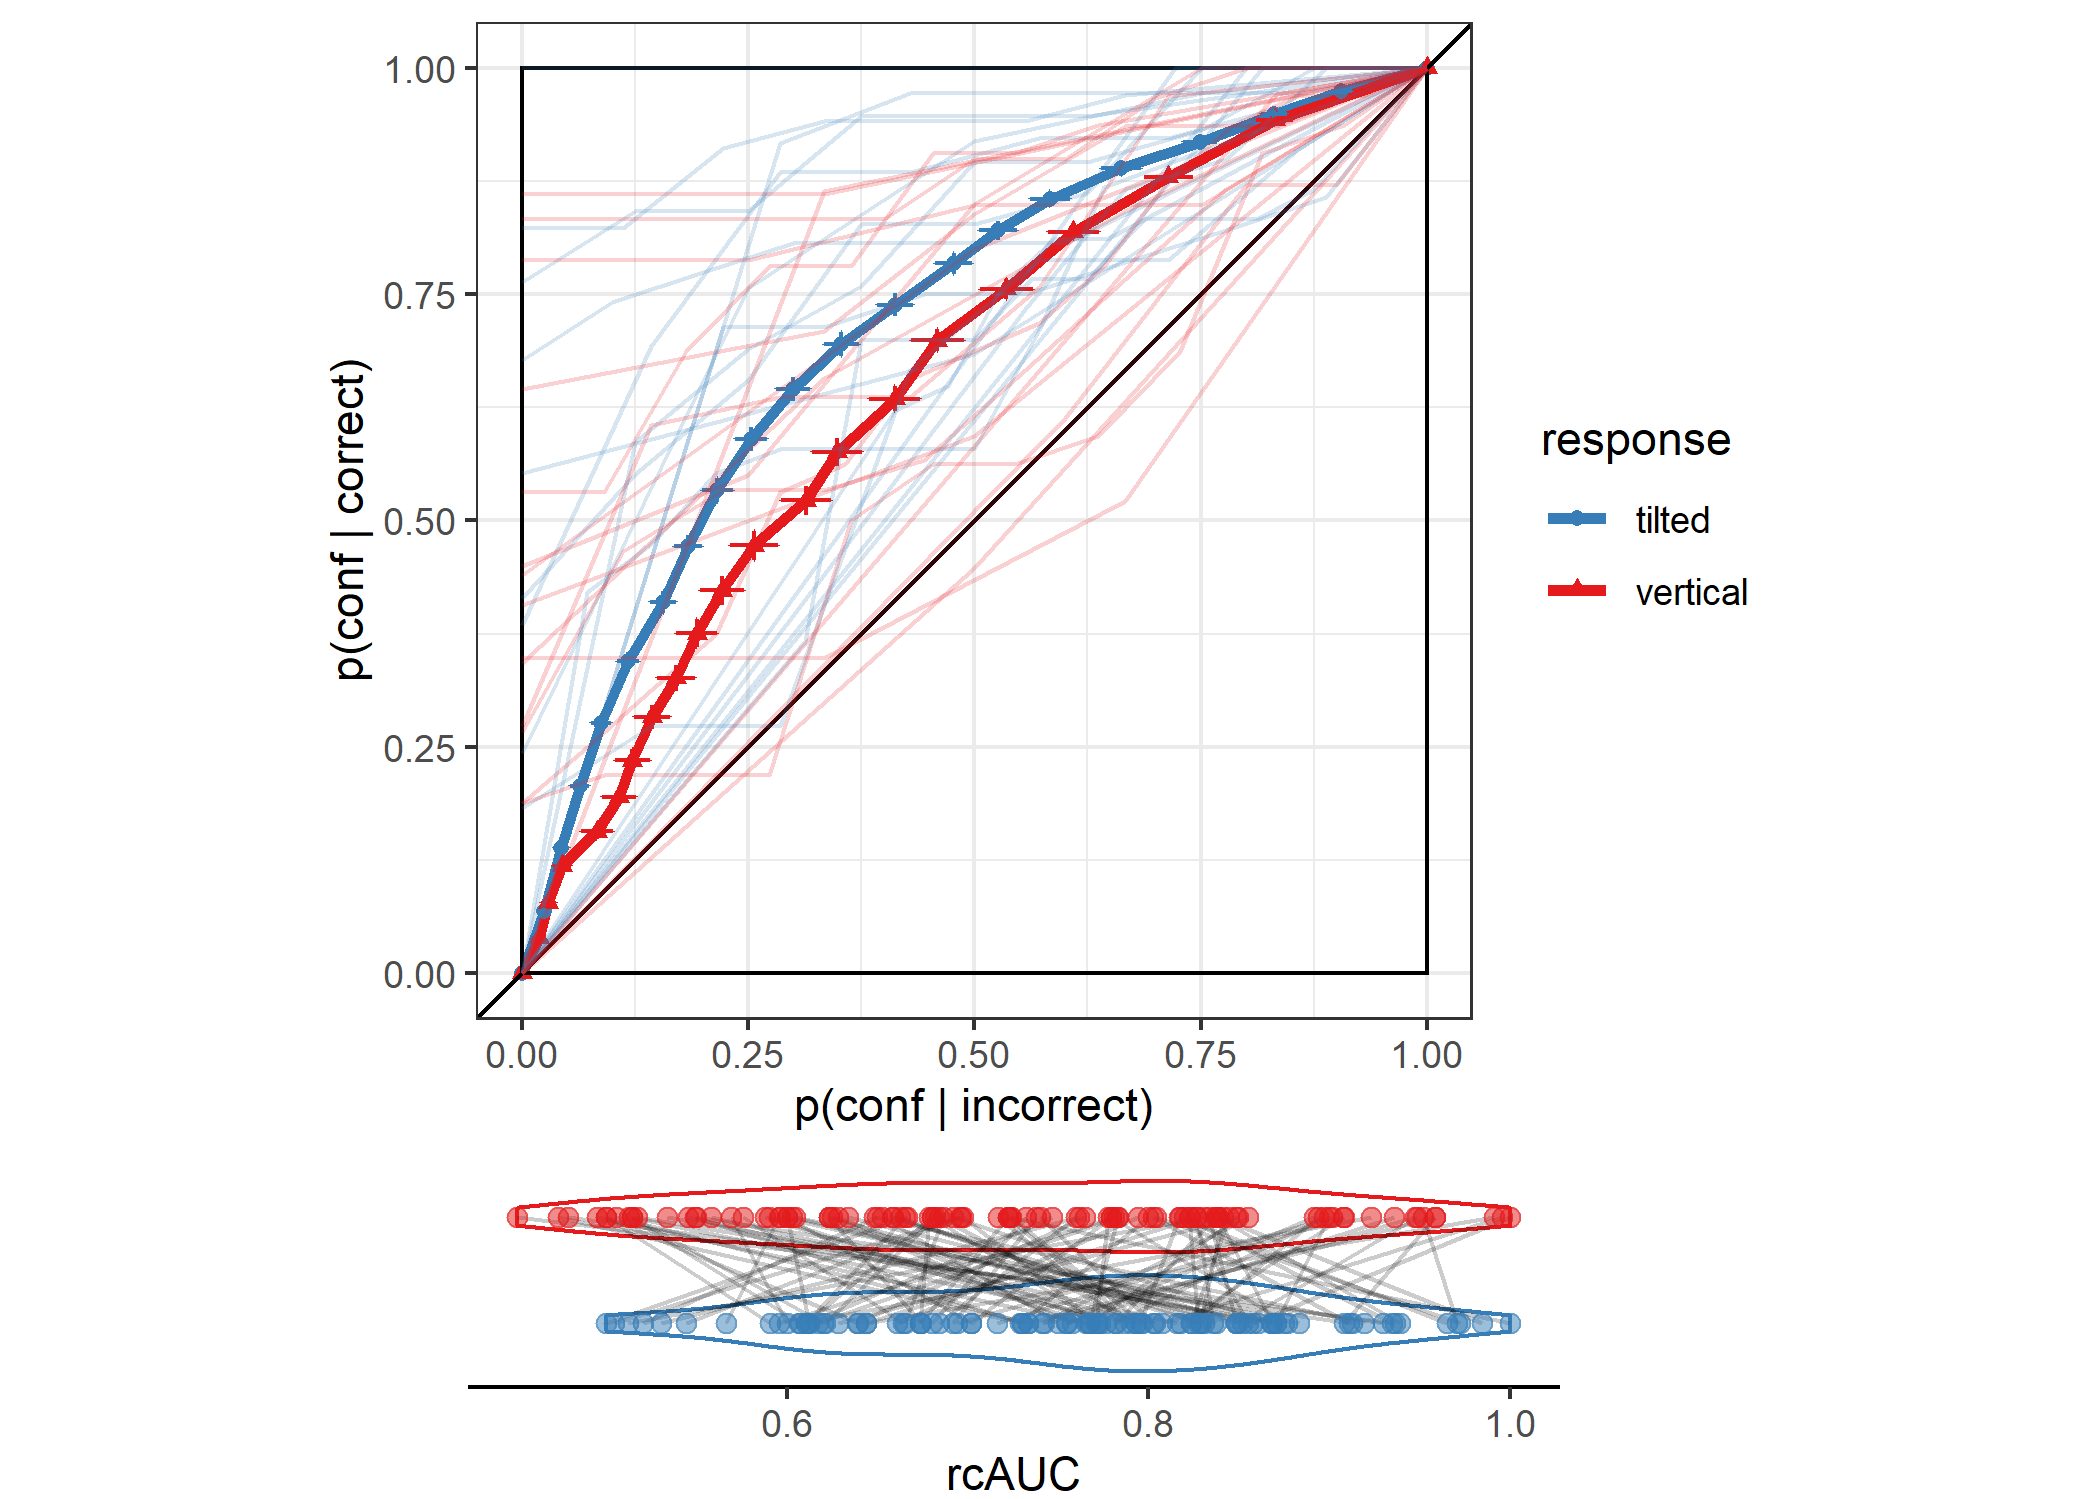 1.00
0.75
0.50
0.25
0.00
p(conf | correct)
0.00 0.25 0.50 0.75 1.00
p(conf | incorrect)
response
tilted
vertical
0.6 0.8 1.0
rcAUC